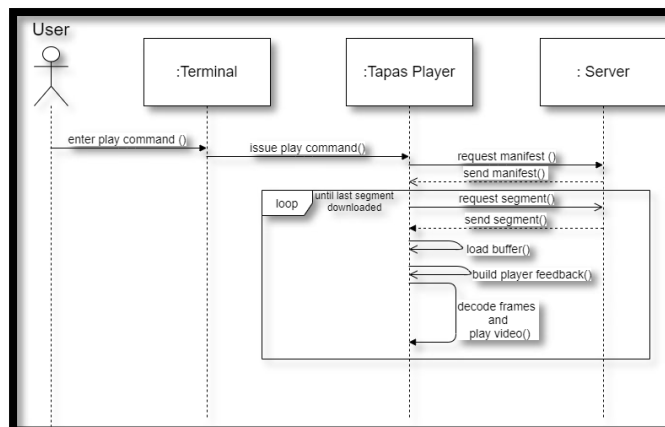 User
:Terminal
:Tapas Player
: Server
enter play command ()
issue play command()
request manifest ()
send manifest()
loop
until last segment
downloaded
request segment()
send segment()
load buffer()
build player feedback()
decode frames
and
play video()